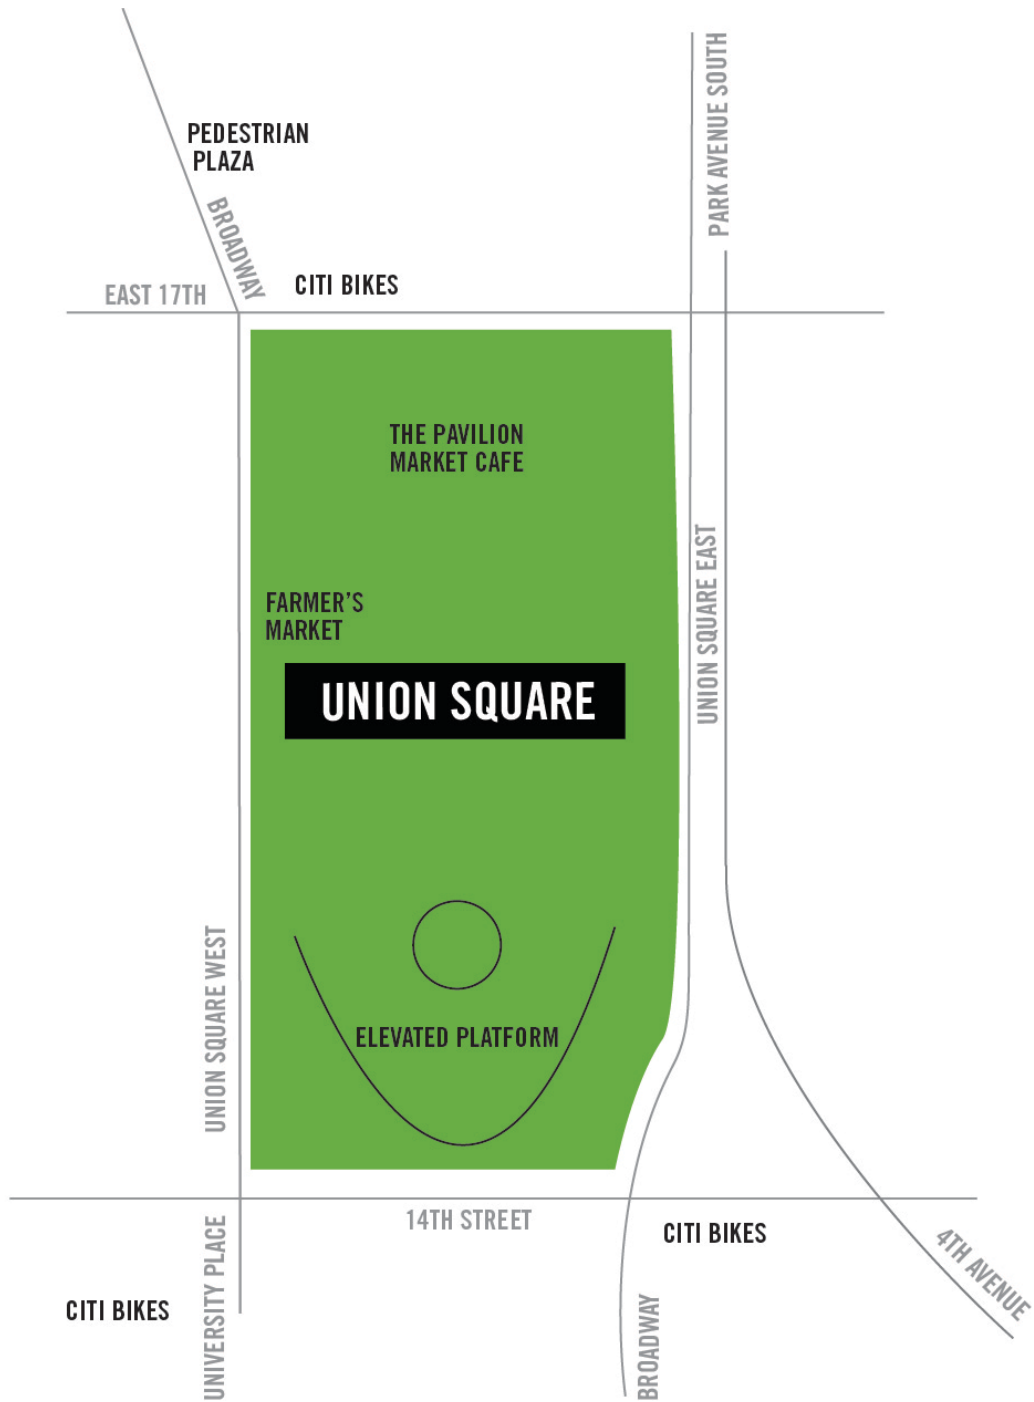 PARK AVENUE SOUTH
PEDESTRIAN
PLAZA
BROADWAY
CITI BIKES
EAST 17TH
THE PAVILION
MARKET CAFE
UNION SQUARE EAST
FARMER'S
MARKET
UNION SQUARE
UNION SQUARE WEST
ELEVATED PLATFORM
14TH STREET
CITI BIKES
4TH AVENUE
UNIVERSITY PLACE
CITI BIKES
BROADWAY